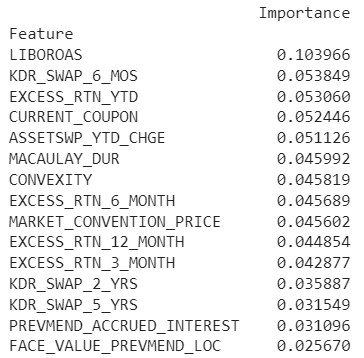 Importance
Feature
LIBOROAS 0.103966
KDR_SWAP_6_MOS 0.053849
EXCESS_RTN_YTD 0.053060
CURRENT_COUPON 0.052446
ASSETSWP_YTD_CHGE 0.051126
MACAULAY_DUR 0.045992
CONVEXITY 0.045819
EXCESS_RTN_6_MONTH 0.045689
MARKET_CONVENTION_PRICE 0.045602
EXCESS_RTN_12_MONTH 0.044854
EXCESS_RTN_3_MONTH 0.042877
KDR_SWAP_2_YRS 0.035887
KDR_SWAP_5_YRS 0.031549
PREVMEND_ACCRUED_INTEREST 0.031096
FACE_VALUE_PREVMEND_LOC 0.025670